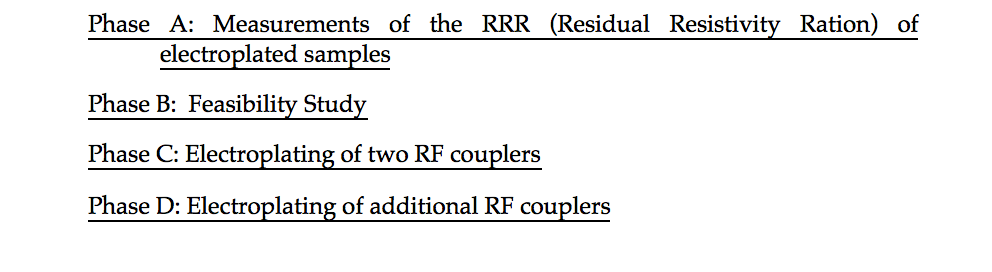 Phase A: Measurements of the RRR (Residual Resistivity Ration) of
electroplated samples
Phase B: Feasibility Study
Phase C: Electroplating of two RF couplers
Phase D: Electroplating of additional RF couplers